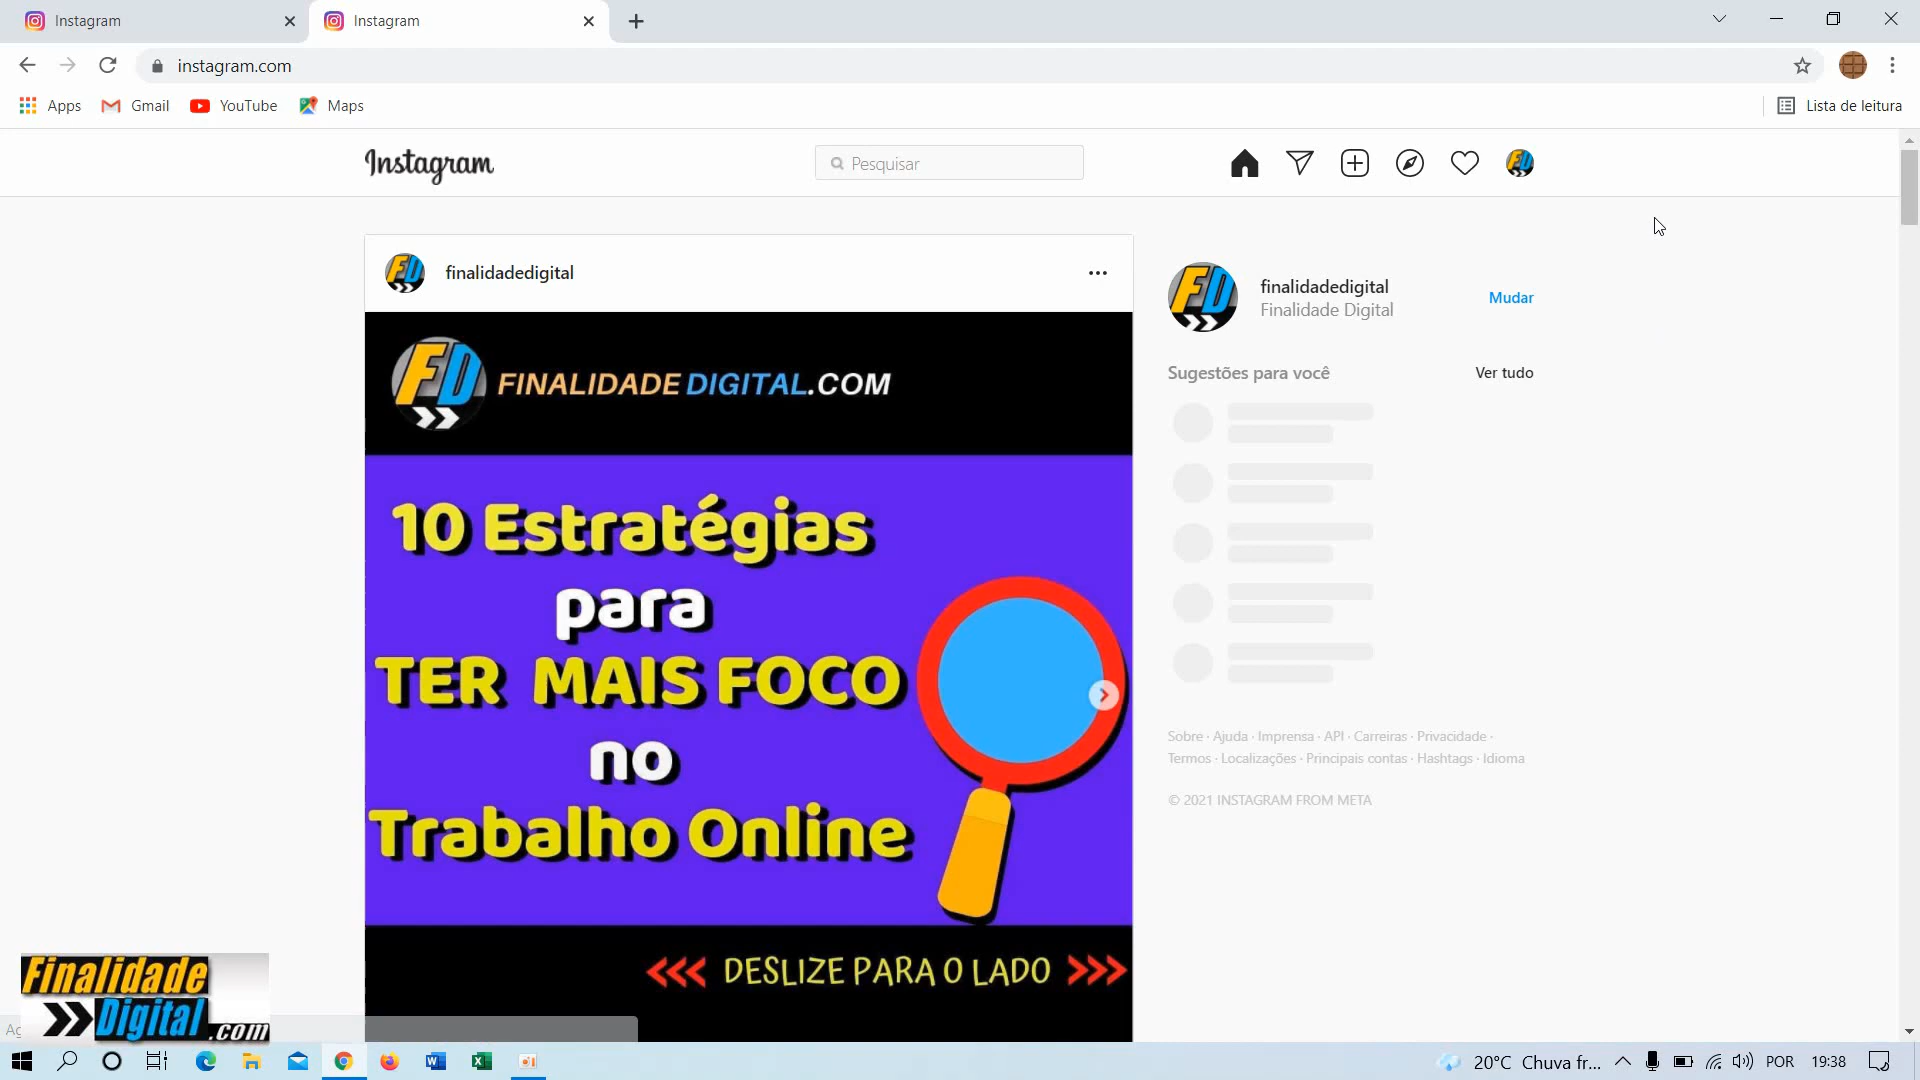 Instagram
Instagram
instagram.com
Apps
Gmail
YouTube
Maps
Lista de leitura
Instagram
Pesquisar
finalidadedigital
FD
FINALIDADE DIGITAL.COM
10 Estratégias
para
TER MAIS FOCO
no
Trabalho Online
<<< DESLIZE PARA O LADO >>>
FD
finalidadedigital
Finalidade Digital
Mudar
Sugestões para você
Ver tudo
Sobre · Ajuda · Imprensa · API · Carreiras · Privacidade ·
Termos · Localizações · Principais contas · Hashtags · Idioma
© 2021 INSTAGRAM FROM META
Finalidade
Digital .com
20°C Chuva fr...
POR
19:38